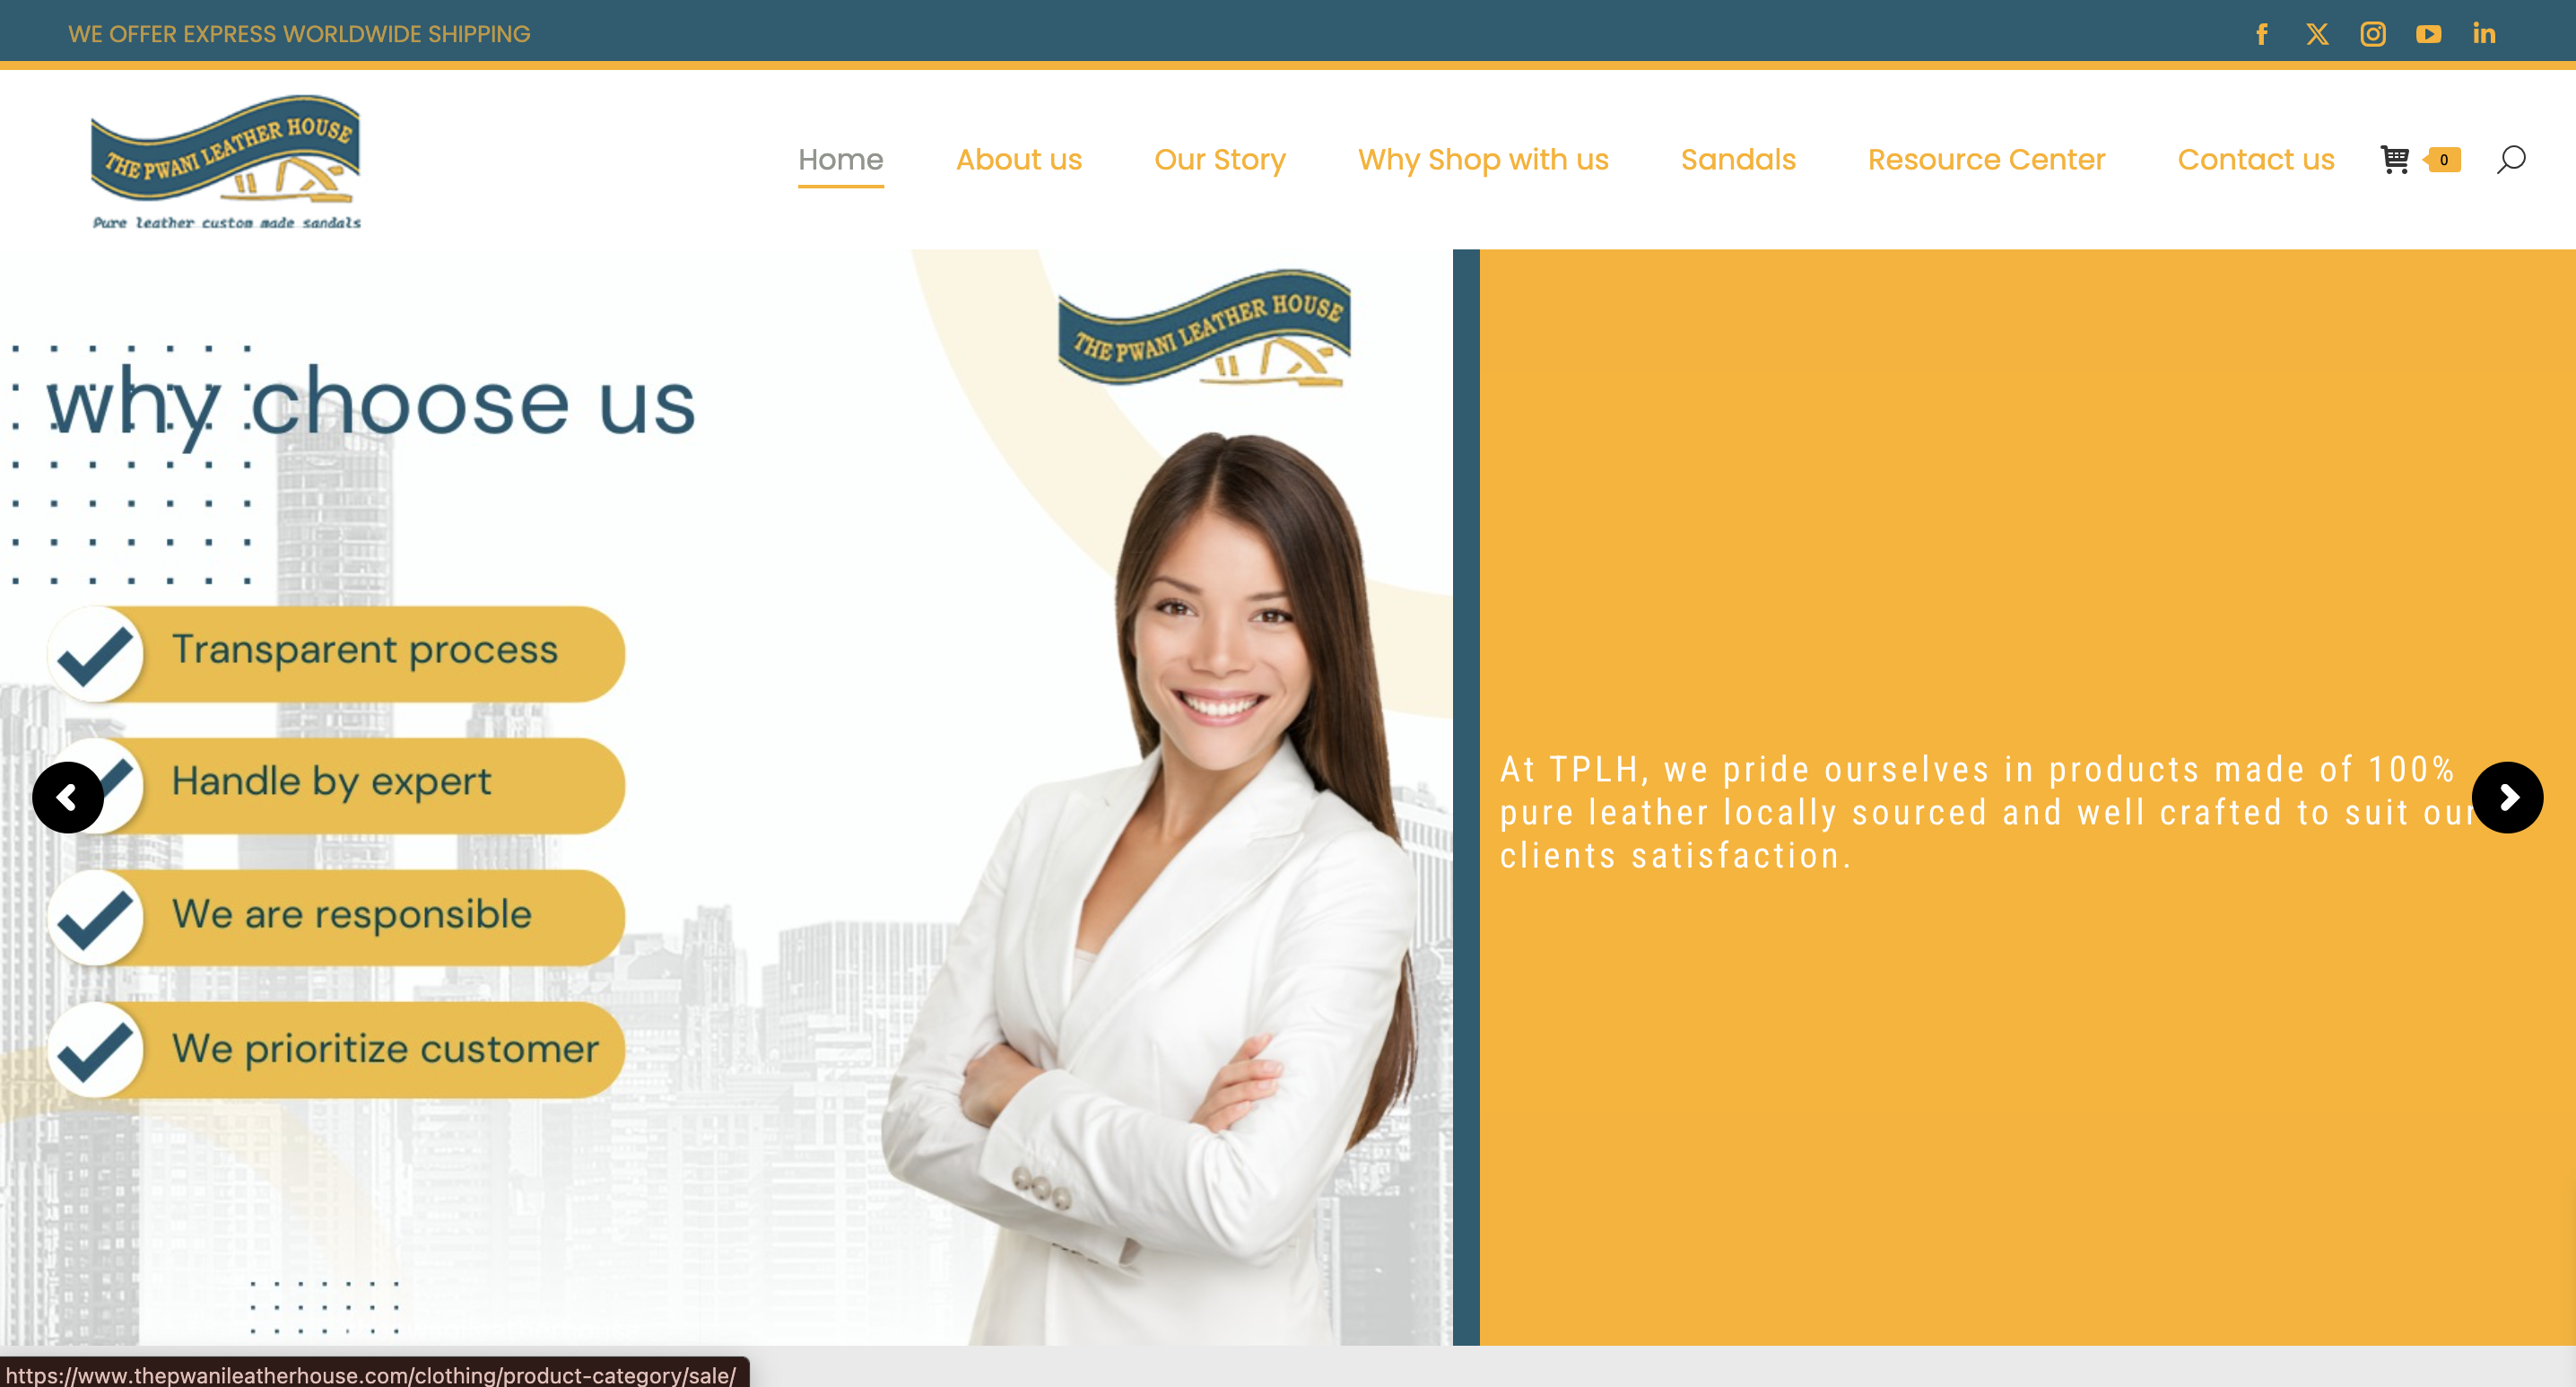 WE OFFER EXPRESS WORLDWIDE SHIPPING
THE PWANI LEATHER HOUSE
Pure leather custom made sandals
Home
About us
Our Story
Why Shop with us
Sandals
Resource Center
Contact us
0
THE PWANI LEATHER HOUSE
why choose us
Transparent process
Handle by expert
We are responsible
We prioritize customer
At TPLH, we pride ourselves in products made of 100%
pure leather locally sourced and well crafted to suit our
clients satisfaction.
https://www.thepwanileatherhouse.com/clothing/product-category/sale/